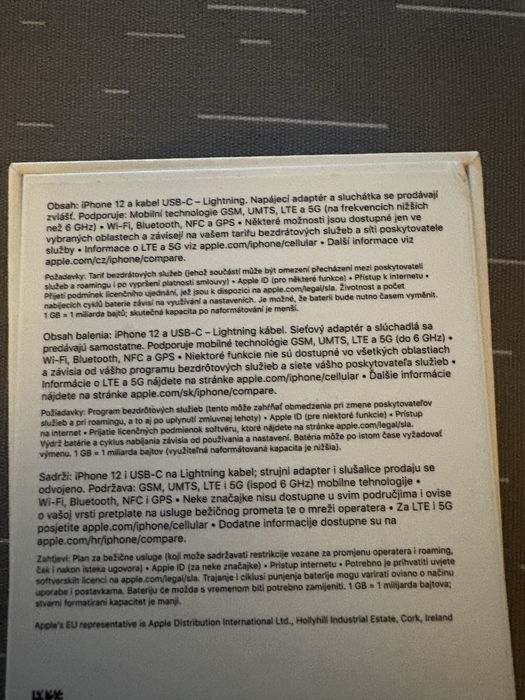 Obsah: iPhone 12 a kabel USB-C – Lightning. Napájecí adaptér a sluchátka se prodávají
zvlášť. Podporuje: Mobilní technologie GSM, UMTS, LTE a 5G (na frekvencích nižších
než 6 GHz) • Wi-Fi, Bluetooth, NFC a GPS • Některé možnosti jsou dostupné jen ve
vybraných oblastech a závisejí na vašem tarifu bezdrátových služeb a síti poskytovatele
služby • Informace o LTE a 5G viz apple.com/iphone/cellular • Další informace viz
apple.com/cz/iphone/compare.
Požadavky: Tarif bezdrátových služeb (jehož součástí může být omezení přecházení mezi poskytovateli
služeb a roamingu i po vypršení platnosti smlouvy) • Apple ID (pro některé funkce) • Přístup k internetu •
Přijetí podmínek licenčního ujednání, jež jsou k dispozici na apple.com/legal/sla. Životnost a počet
nabíjecích cyklů baterie závisí na využívání a nastaveních. Je možné, že baterii bude nutno časem vyměnit.
1 GB = 1 miliarda bajtů; skutečná kapacita po naformátování je menší.
Obsah balenia: iPhone 12 a USB-C – Lightning kábel. Sieťový adaptér a slúchadlá sa
predávajú samostatne. Podporuje mobilné technológie GSM, UMTS, LTE a 5G (do 6 GHz) •
Wi-Fi, Bluetooth, NFC a GPS • Niektoré funkcie nie sú dostupné vo všetkých oblastiach
a závisia od vášho programu bezdrôtových služieb a siete vášho poskytovateľa služieb •
Informácie o LTE a 5G nájdete na stránke apple.com/iphone/cellular • Ďalšie informácie
nájdete na stránke apple.com/sk/iphone/compare.
Požiadavky: Program bezdrôtových služieb (tento môže zahŕňať obmedzenia pri zmene poskytovateľov
služieb a pri roamingu, a to aj po uplynutí zmluvnej lehoty) • Apple ID (pre niektoré funkcie) • Prístup
na internet • Prijatie licenčných podmienok softvéru, ktoré nájdete na stránke apple.com/legal/sla.
Výdrž batérie a cyklus nabíjania závisia od používania a nastavení. Batéria môže po istom čase vyžadovať
výmenu. 1 GB = 1 miliarda bajtov (využiteľná naformátovaná kapacita je nižšia).
Sadrži: iPhone 12 i USB-C na Lightning kabel; strujni adapter i slušalice prodaju se
odvojeno. Podržava: GSM, UMTS, LTE i 5G (ispod 6 GHz) mobilne tehnologije •
Wi-Fi, Bluetooth, NFC i GPS • Neke značajke nisu dostupne u svim područjima i ovise
o vašoj vrsti pretplate na usluge bežičnog prometa te o mreži operatera • Za LTE i 5G
posjetite apple.com/iphone/cellular • Dodatne informacije dostupne su na
apple.com/hr/iphone/compare.
Zahtjevi: Plan za bežične usluge (koji može sadržavati restrikcije vezane za promjenu operatera i roaming,
čak i nakon isteka ugovora) • Apple ID (za neke značajke) • Pristup internetu • Potrebno je prihvatiti uvjete
softverskih licenci na apple.com/legal/sla. Trajanje i ciklusi punjenja baterije mogu varirati ovisno o načinu
uporabe i postavkama. Bateriju će možda s vremenom biti potrebno zamijeniti. 1 GB = 1 milijarda bajtova;
stvarni formatirani kapacitet je manji.
Apple's EU representative is Apple Distribution International Ltd., Hollyhill Industrial Estate, Cork, Ireland